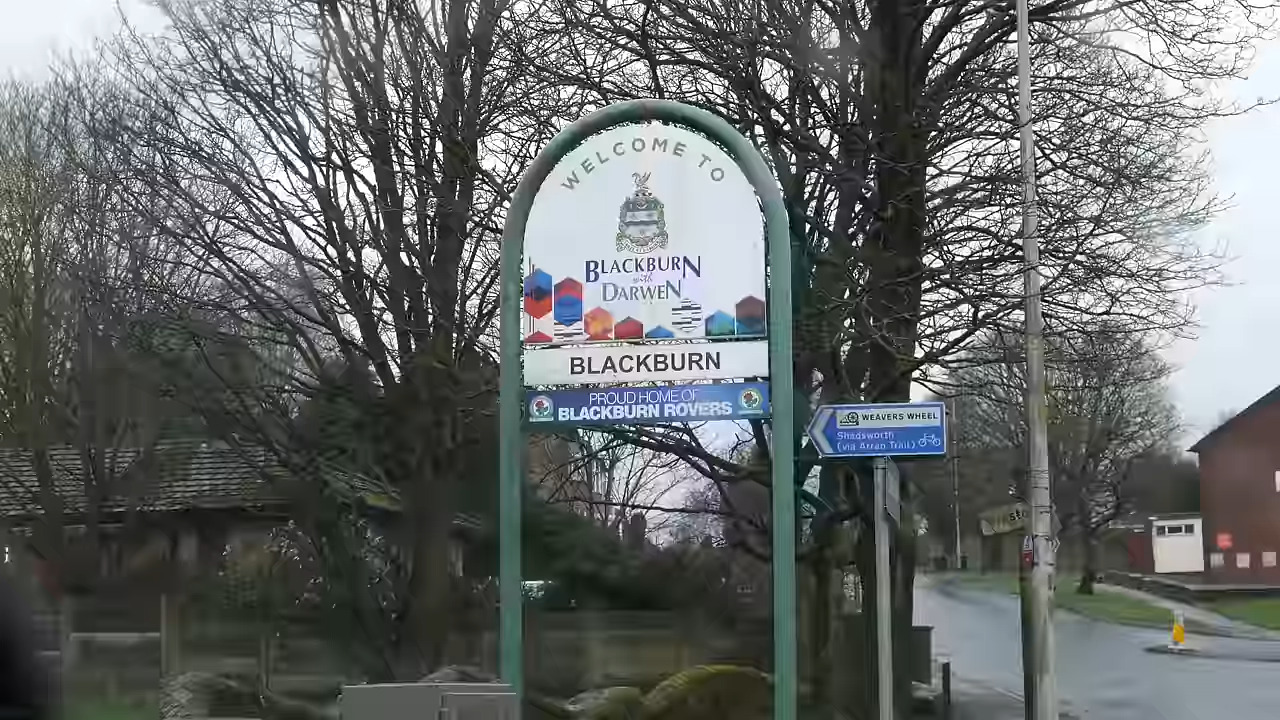 WELCOME TO
BLACKBURN
with
DARWEN
BLACKBURN
PROUD HOME OF
BLACKBURN ROVERS
WEAVERS WHEEL
Shadsworth
(via Arran Trail)